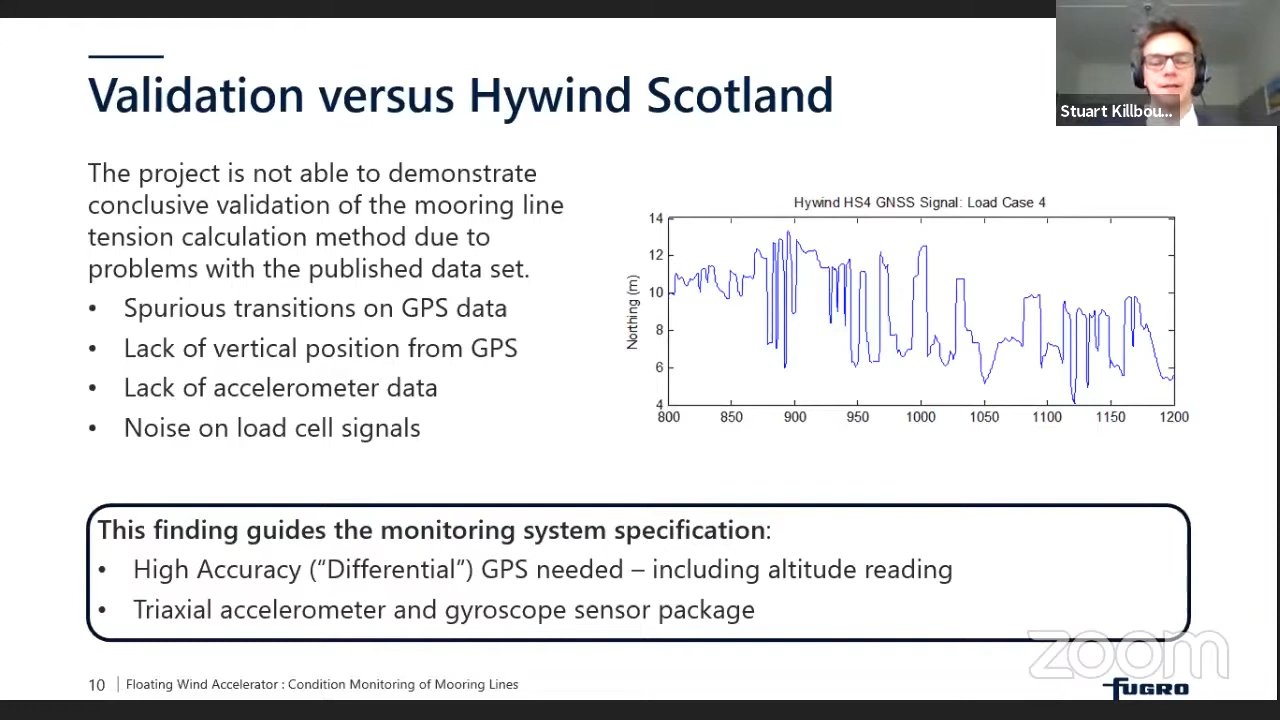 Validation versus Hywind Scotland
Stuart Killbou...
The project is not able to demonstrate
conclusive validation of the mooring line
tension calculation method due to
problems with the published data set.
• Spurious transitions on GPS data
• Lack of vertical position from GPS
• Lack of accelerometer data
• Noise on load cell signals
Hywind HS4 GNSS Signal: Load Case 4
Northing (m)
14
12
10
8
6
4
800 850 900 950 1000 1050 1100 1150 1200
This finding guides the monitoring system specification:
• High Accuracy (“Differential”) GPS needed – including altitude reading
• Triaxial accelerometer and gyroscope sensor package
zoom
10 | Floating Wind Accelerator : Condition Monitoring of Mooring Lines
fugro